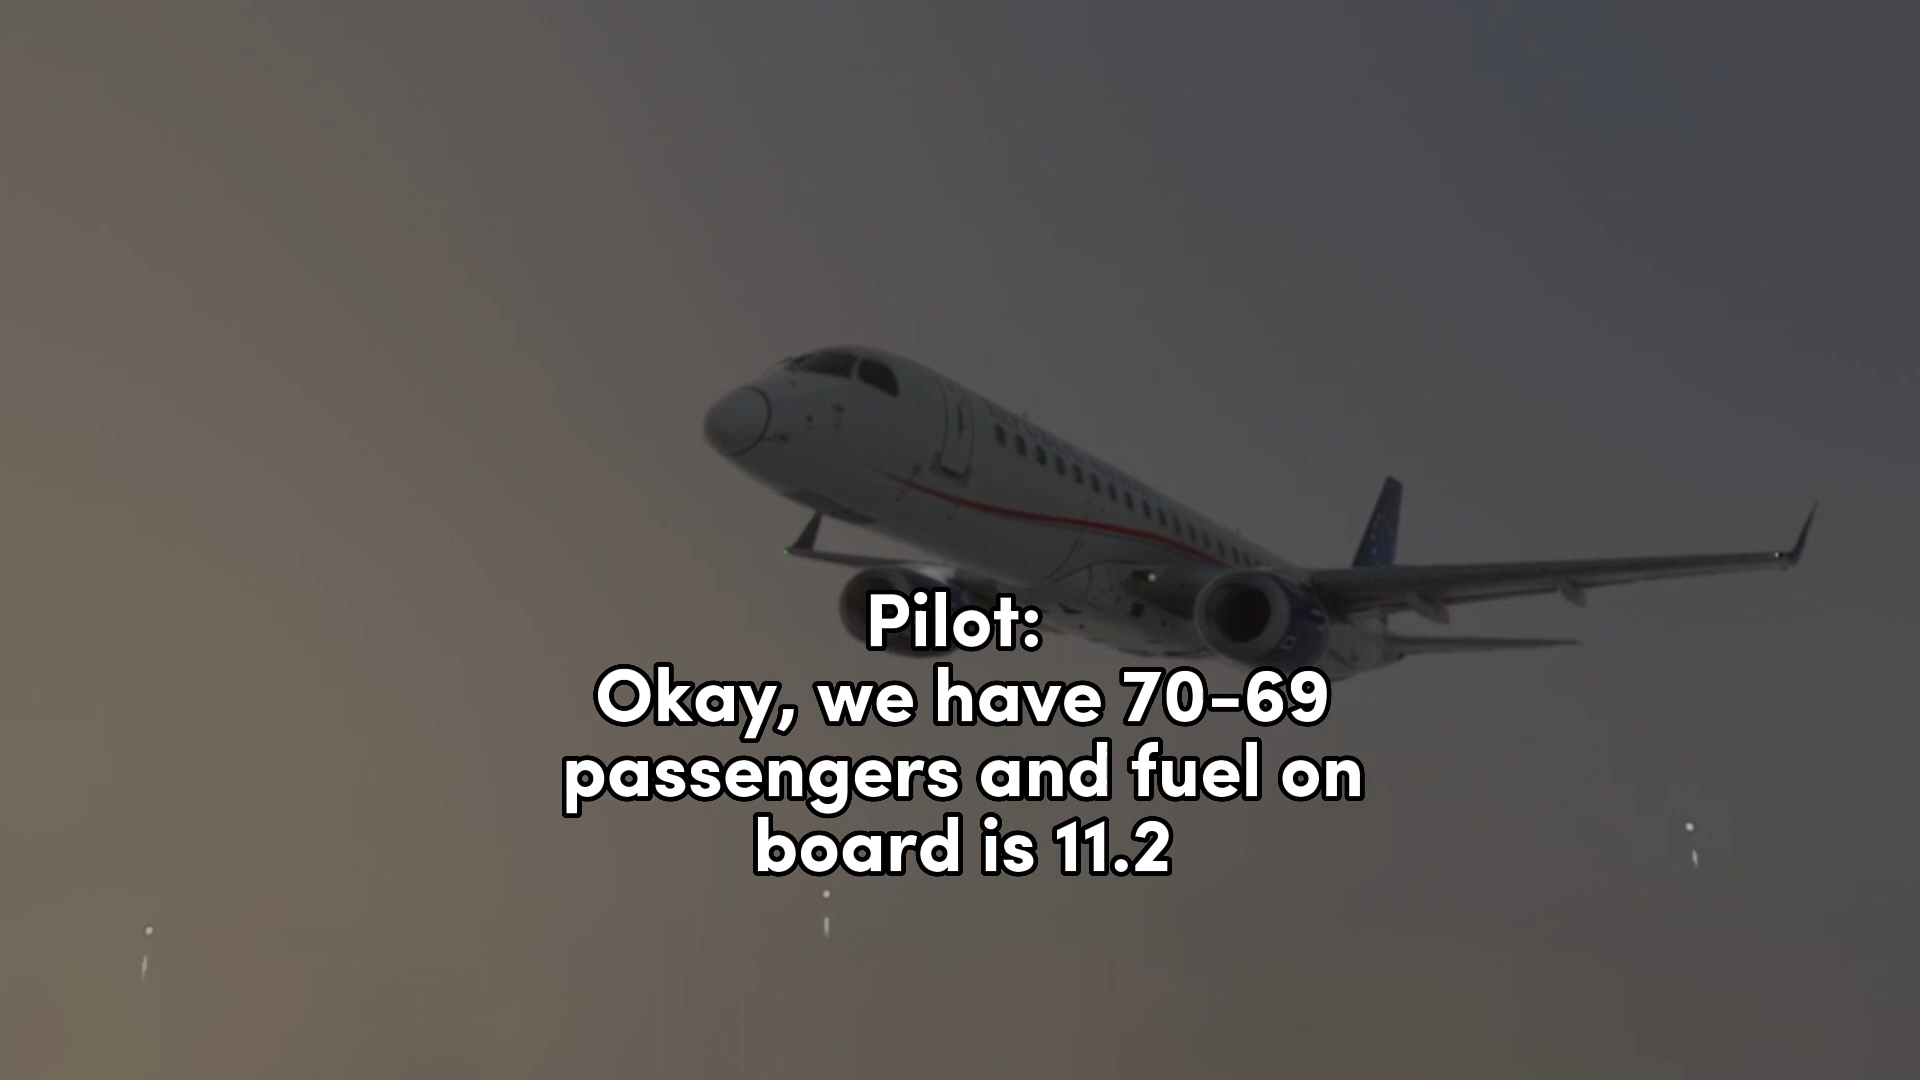 Pilot:
Okay, we have 70-69
passengers and fuel on
board is 11.2